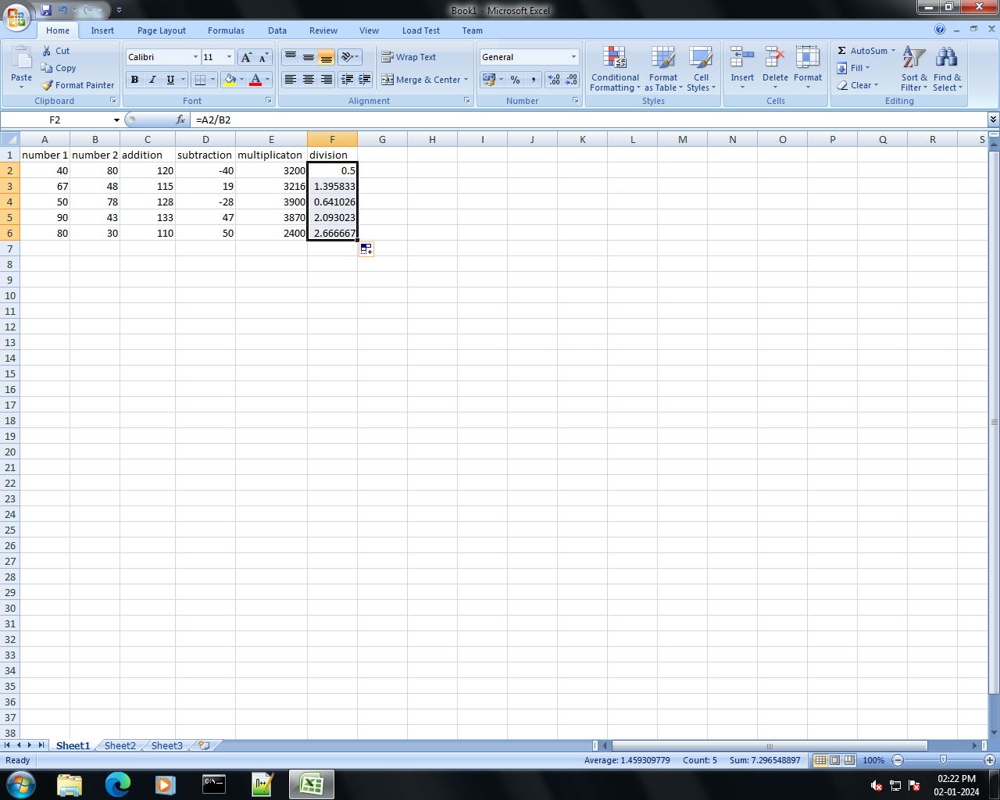 Book1 - Microsoft Excel
Home Insert Page Layout Formulas Data Review View Load Test Team
Paste Cut Copy Format Painter Clipboard
Calibri 11 A A B I U A Font
Wrap Text Merge & Center Alignment
General % , .00 .0 Number
Conditional Formatting Format as Table Cell Styles Styles
Insert Delete Format Cells
Σ AutoSum Fill Clear Sort & Filter Find & Select Editing
F2 fx =A2/B2
A B C D E F G H I J K L M N O P Q R S
1 number 1 number 2 addition subtraction multiplicaton division
2 40 80 120 -40 3200 0.5
3 67 48 115 19 3216 1.395833
4 50 78 128 -28 3900 0.641026
5 90 43 133 47 3870 2.093023
6 80 30 110 50 2400 2.666667
7
8
9
10
11
12
13
14
15
16
17
18
19
20
21
22
23
24
25
26
27
28
29
30
31
32
33
34
35
36
37
38
Sheet1 Sheet2 Sheet3
Ready Average: 1.459309779 Count: 5 Sum: 7.296548897 100%
02:22 PM
02-01-2024